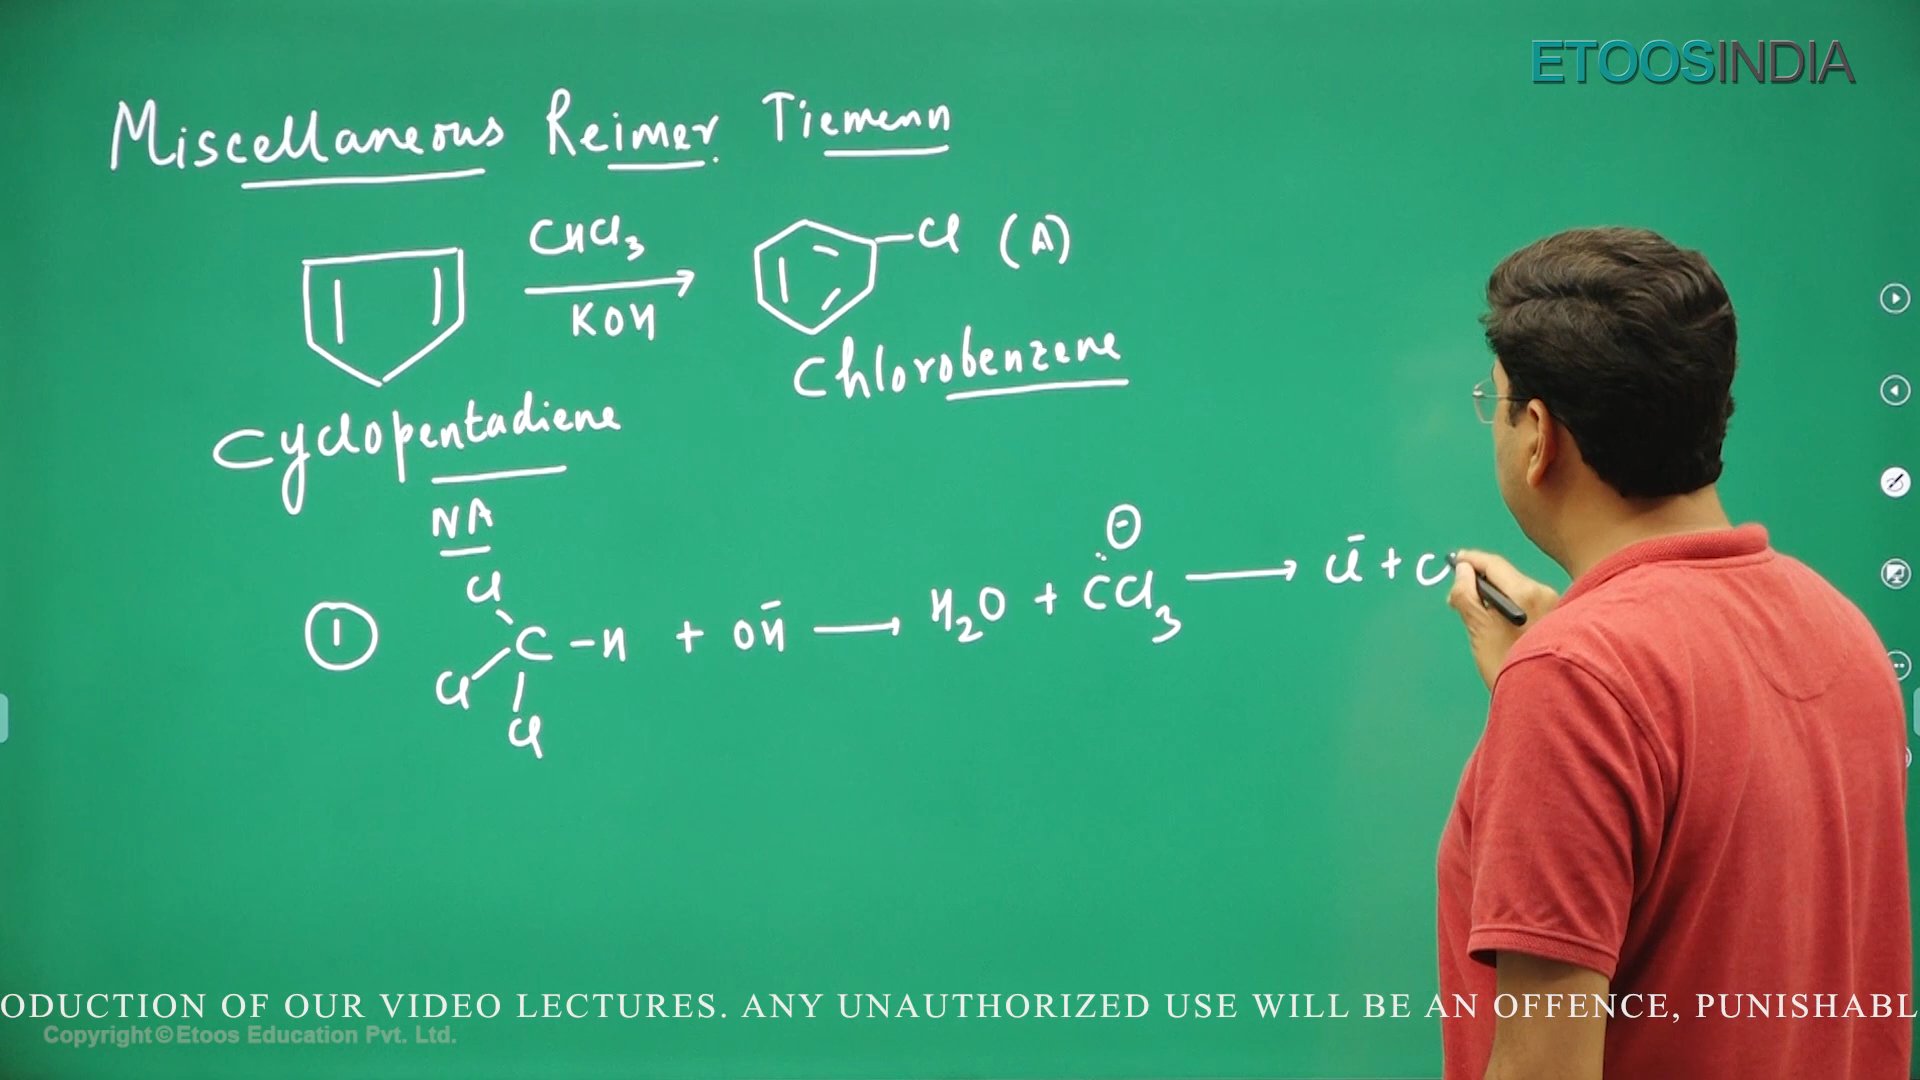 ETOOSINDIA
Miscellaneous Reimer Tiemann
CHCl₃
KOH
Cl (A)
Chlorobenzene
Cyclopentadiene
NA
① Cl Cl Cl C–H + OH⁻ ⟶ H₂O + :CCl₃⊖ ⟶ Cl⁻ + C
ODUCTION OF OUR VIDEO LECTURES. ANY UNAUTHORIZED USE WILL BE AN OFFENCE, PUNISHABL
Copyright © Etoos Education Pvt. Ltd.